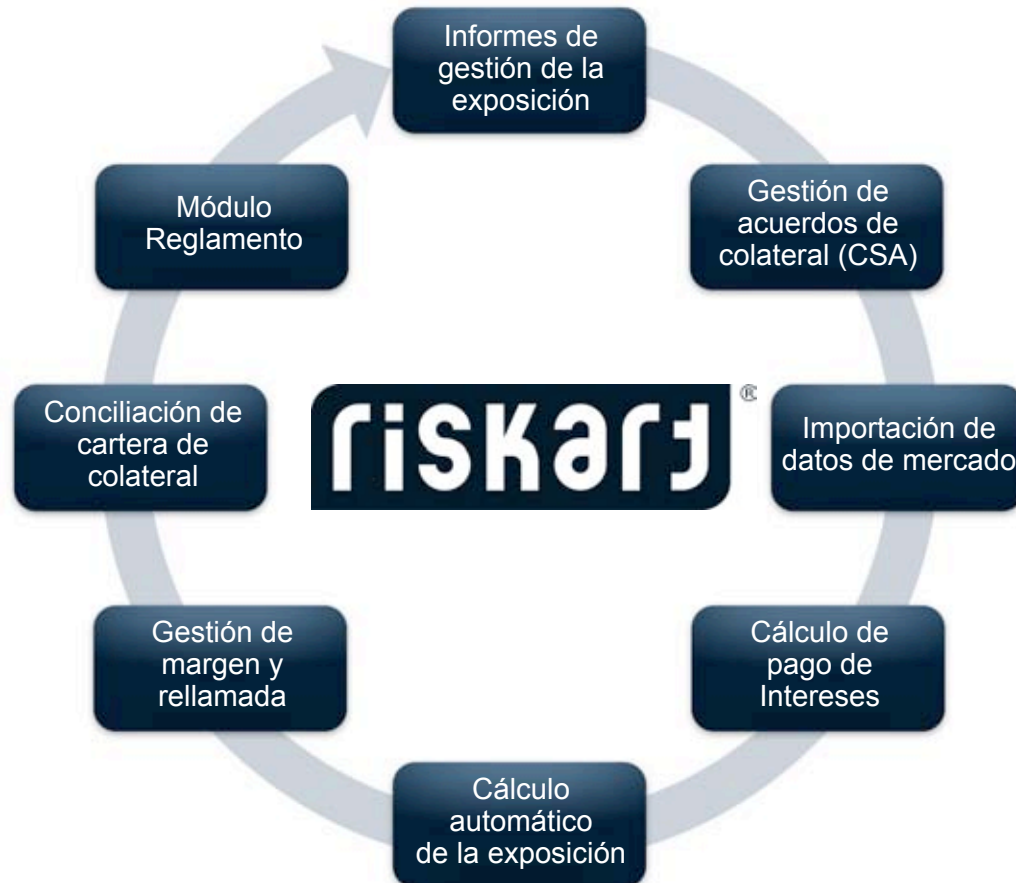 Informes de
gestión de la
exposición
Gestión de
acuerdos de
colateral (CSA)
Importación de
datos de mercado
Cálculo de
pago de
Intereses
Cálculo
automático
de la exposición
Gestión de
margen y
rellamada
Conciliación de
cartera de
colateral
Módulo
Reglamento
riskart ®